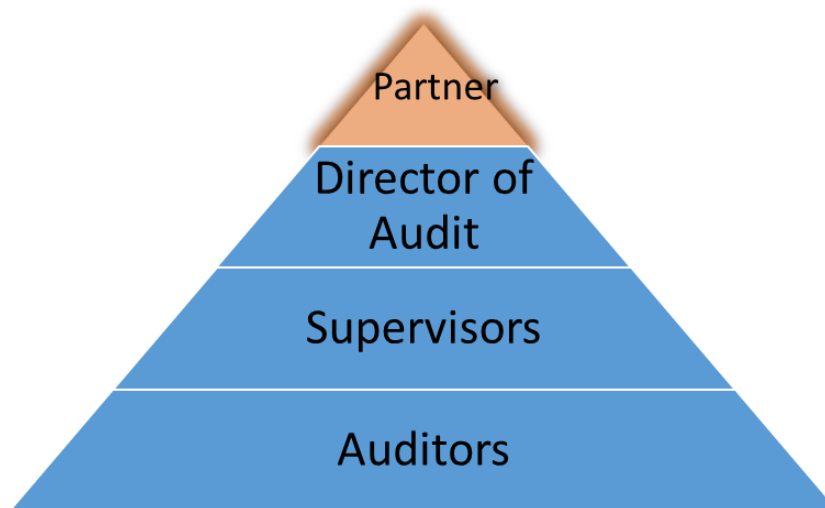 Partner
Director of
Audit
Supervisors
Auditors